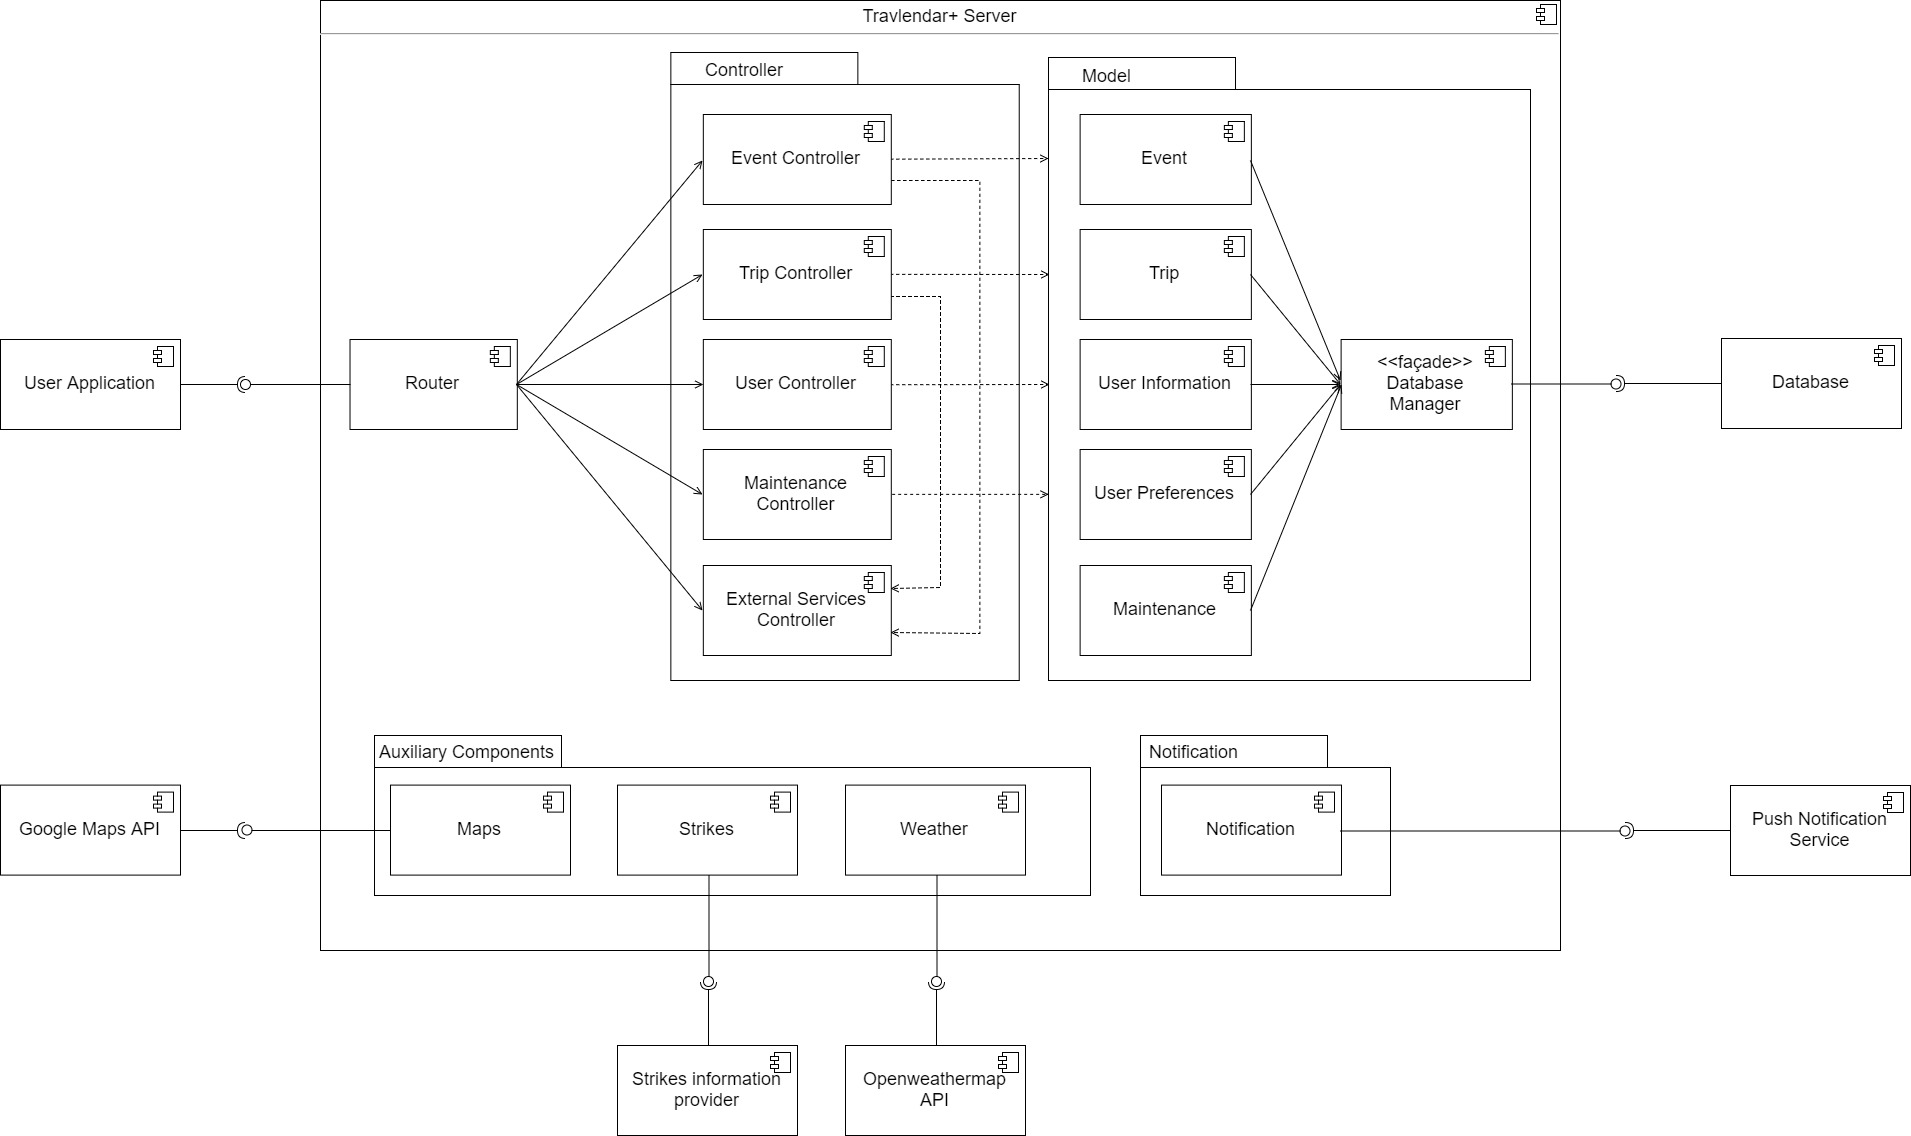 Travlendar+ Server
Controller
Model
Event Controller
Event
Trip Controller
Trip
User Application
Router
User Controller
User Information
<<façade>>
Database
Manager
Database
Maintenance
Controller
User Preferences
External Services
Controller
Maintenance
Auxiliary Components
Notification
Google Maps API
Maps
Strikes
Weather
Notification
Push Notification
Service
Strikes information
provider
Openweathermap
API